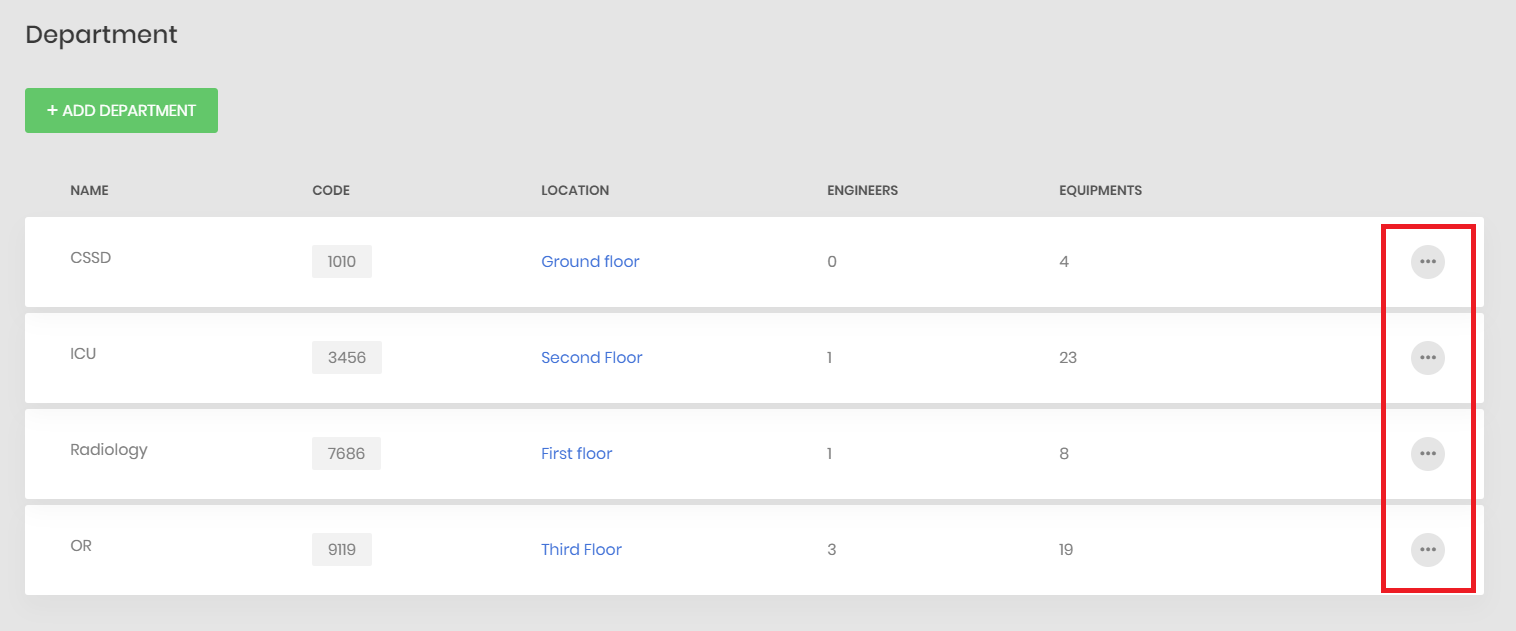 Department
+ ADD DEPARTMENT
NAME CODE LOCATION ENGINEERS EQUIPMENTS
CSSD 1010 Ground floor 0 4
ICU 3456 Second Floor 1 23
Radiology 7686 First floor 1 8
OR 9119 Third Floor 3 19